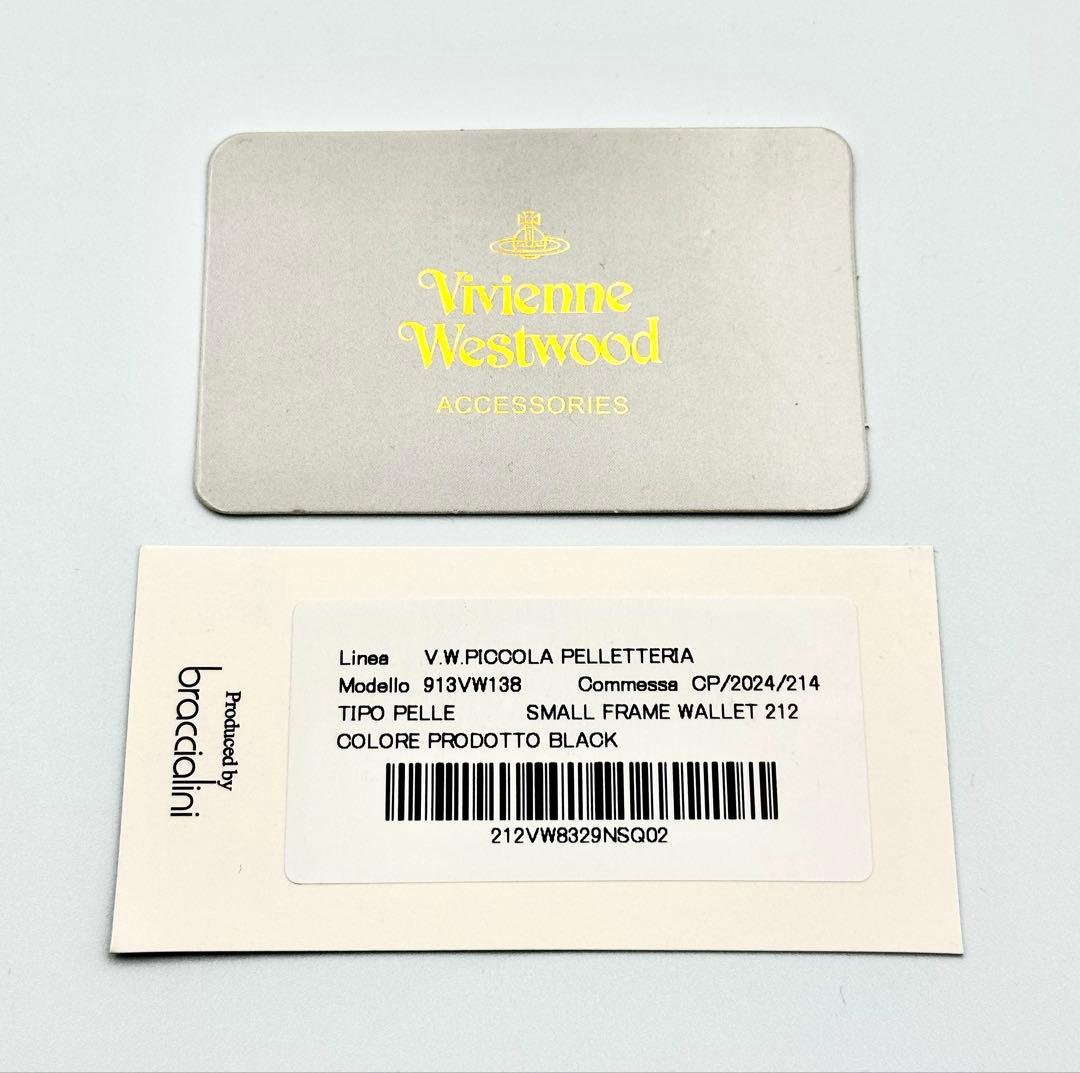 Vivienne
Westwood
ACCESSORIES
Produced by
braccialini
Linea V.W.PICCOLA PELLETTERIA
Modello 913VW138 Commessa CP/2024/214
TIPO PELLE SMALL FRAME WALLET 212
COLORE PRODOTTO BLACK
212VW8329NSQ02